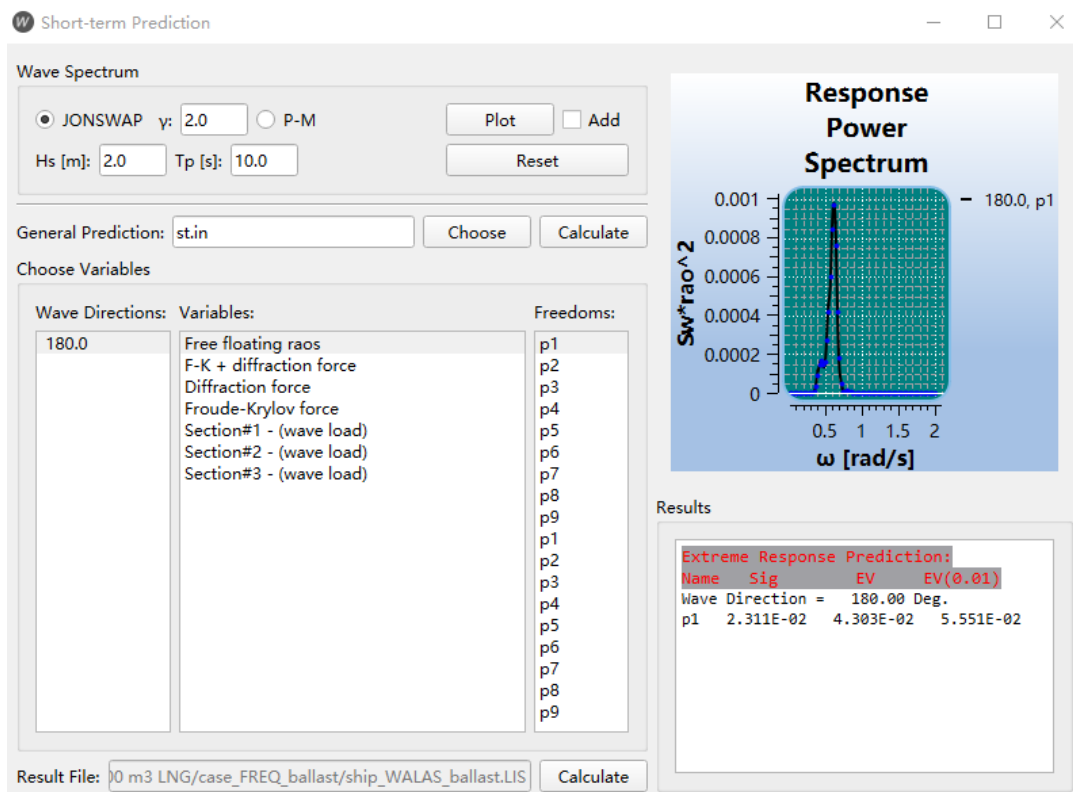 Short-term Prediction
Wave Spectrum
JONSWAP γ: 2.0 P-M Plot Add
Hs [m]: 2.0 Tp [s]: 10.0 Reset
General Prediction: st.in Choose Calculate
Choose Variables
Wave Directions: Variables: Freedoms:
180.0 Free floating raos p1
F-K + diffraction force p2
Diffraction force p3
Froude-Krylov force p4
Section#1 - (wave load) p5
Section#2 - (wave load) p6
Section#3 - (wave load) p7
p8
p9
p1
p2
p3
p4
p5
p6
p7
p8
p9
Result File: 00 m3 LNG/case_FREQ_ballast/ship_WALAS_ballast.LIS Calculate
Response
Power
Spectrum
0.001
0.0008
0.0006
0.0004
0.0002
0
Sw*rao^2
180.0, p1
0.5 1 1.5 2
ω [rad/s]
Results
Extreme Response Prediction:
Name Sig EV EV(0.01)
Wave Direction = 180.00 Deg.
p1 2.311E-02 4.303E-02 5.551E-02